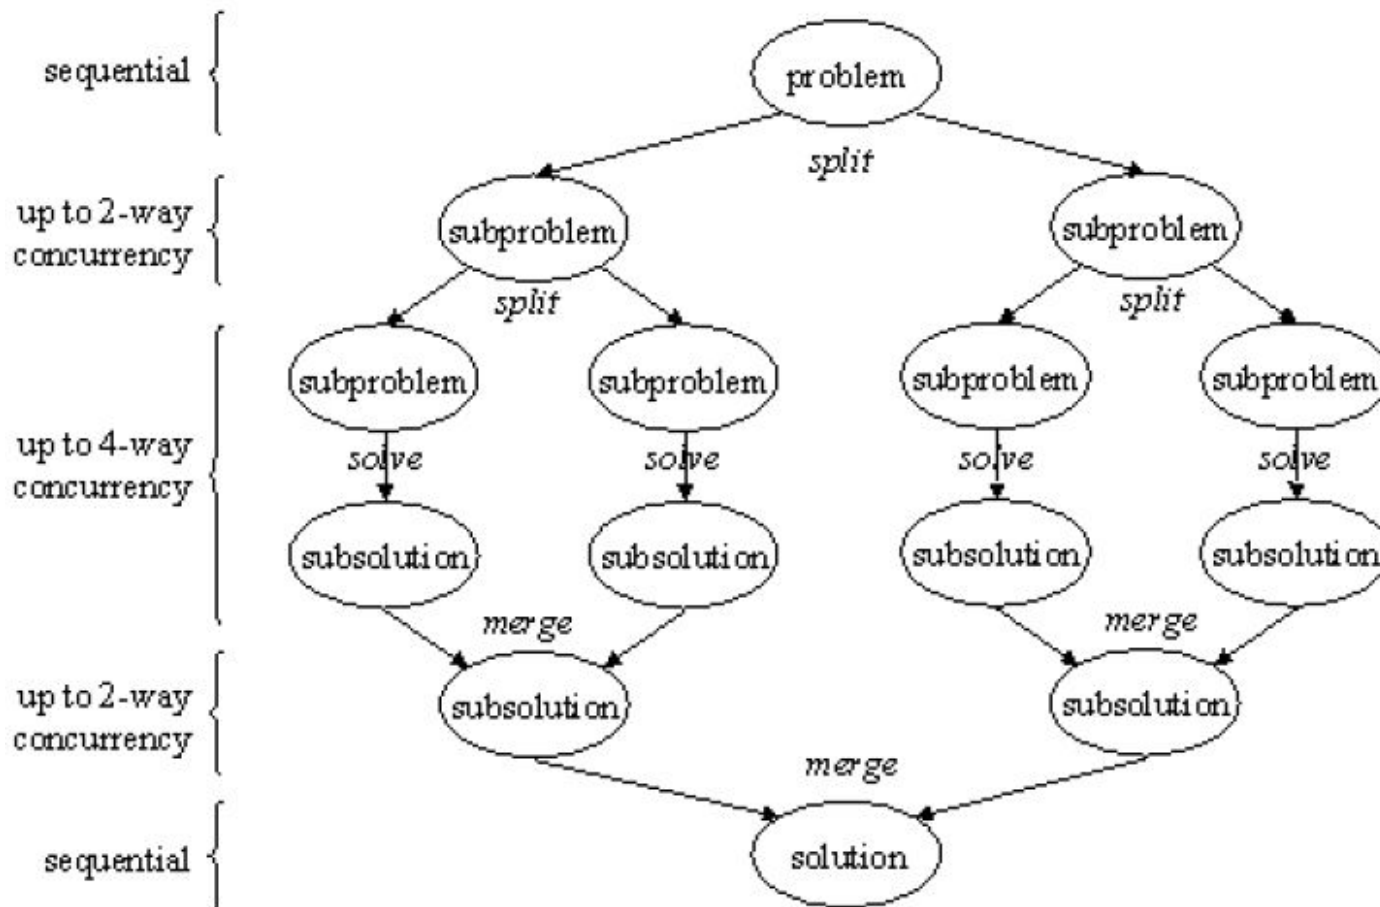 sequential
problem
split
up to 2-way
concurrency
subproblem
subproblem
split
split
up to 4-way
concurrency
subproblem
subproblem
subproblem
subproblem
solve
solve
solve
solve
subsolution
subsolution
subsolution
subsolution
merge
merge
up to 2-way
concurrency
subsolution
subsolution
merge
sequential
solution